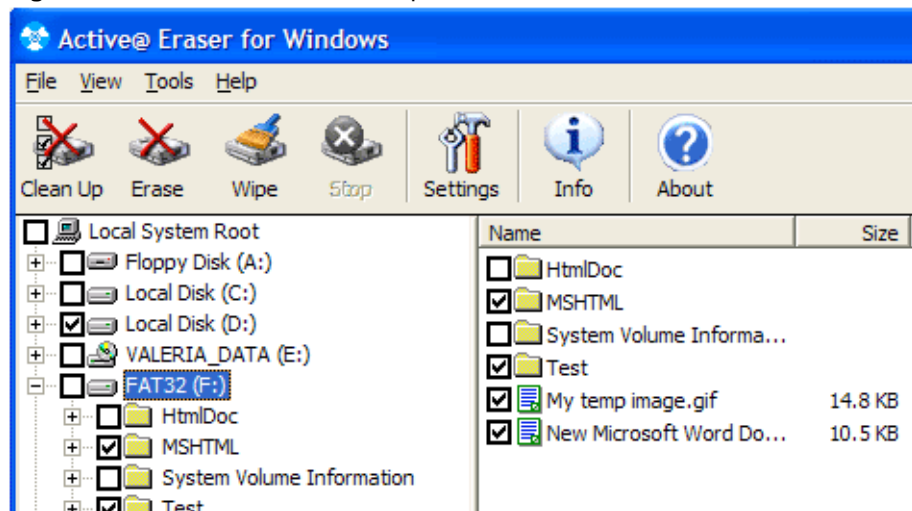 Active@ Eraser for Windows
File View Tools Help
Clean Up Erase Wipe Stop Settings Info About
Local System Root
Floppy Disk (A:)
Local Disk (C:)
Local Disk (D:)
VALERIA_DATA (E:)
FAT32 (F:)
HtmlDoc
MSHTML
System Volume Information
Test
Name Size
HtmlDoc
MSHTML
System Volume Informa...
Test
My temp image.gif 14.8 KB
New Microsoft Word Do... 10.5 KB